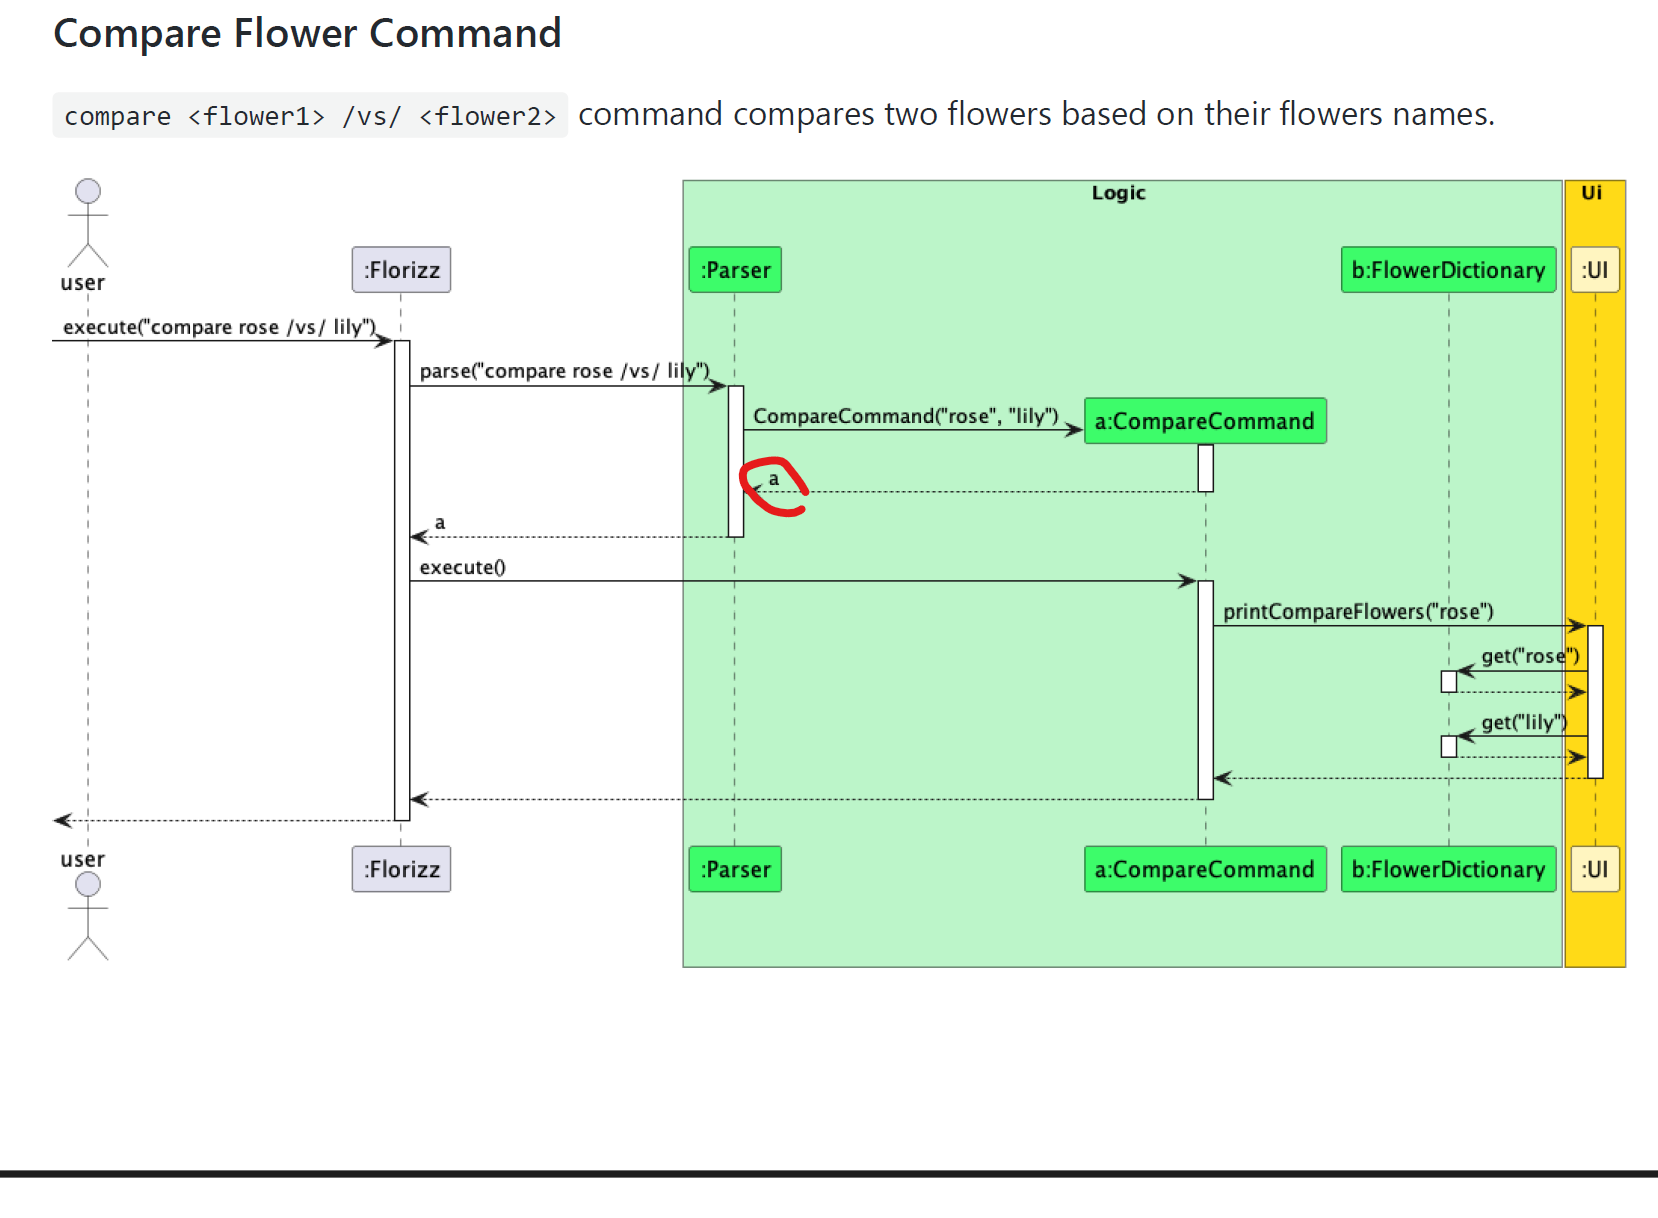 Compare Flower Command
compare <flower1> /vs/ <flower2> command compares two flowers based on their flowers names.
Logic
Ui
user
:Florizz
:Parser
b:FlowerDictionary
:UI
execute("compare rose /vs/ lily")
parse("compare rose /vs/ lily")
CompareCommand("rose", "lily")
a:CompareCommand
a
a
execute()
printCompareFlowers("rose")
get("rose")
get("lily")
user
:Florizz
:Parser
a:CompareCommand
b:FlowerDictionary
:UI